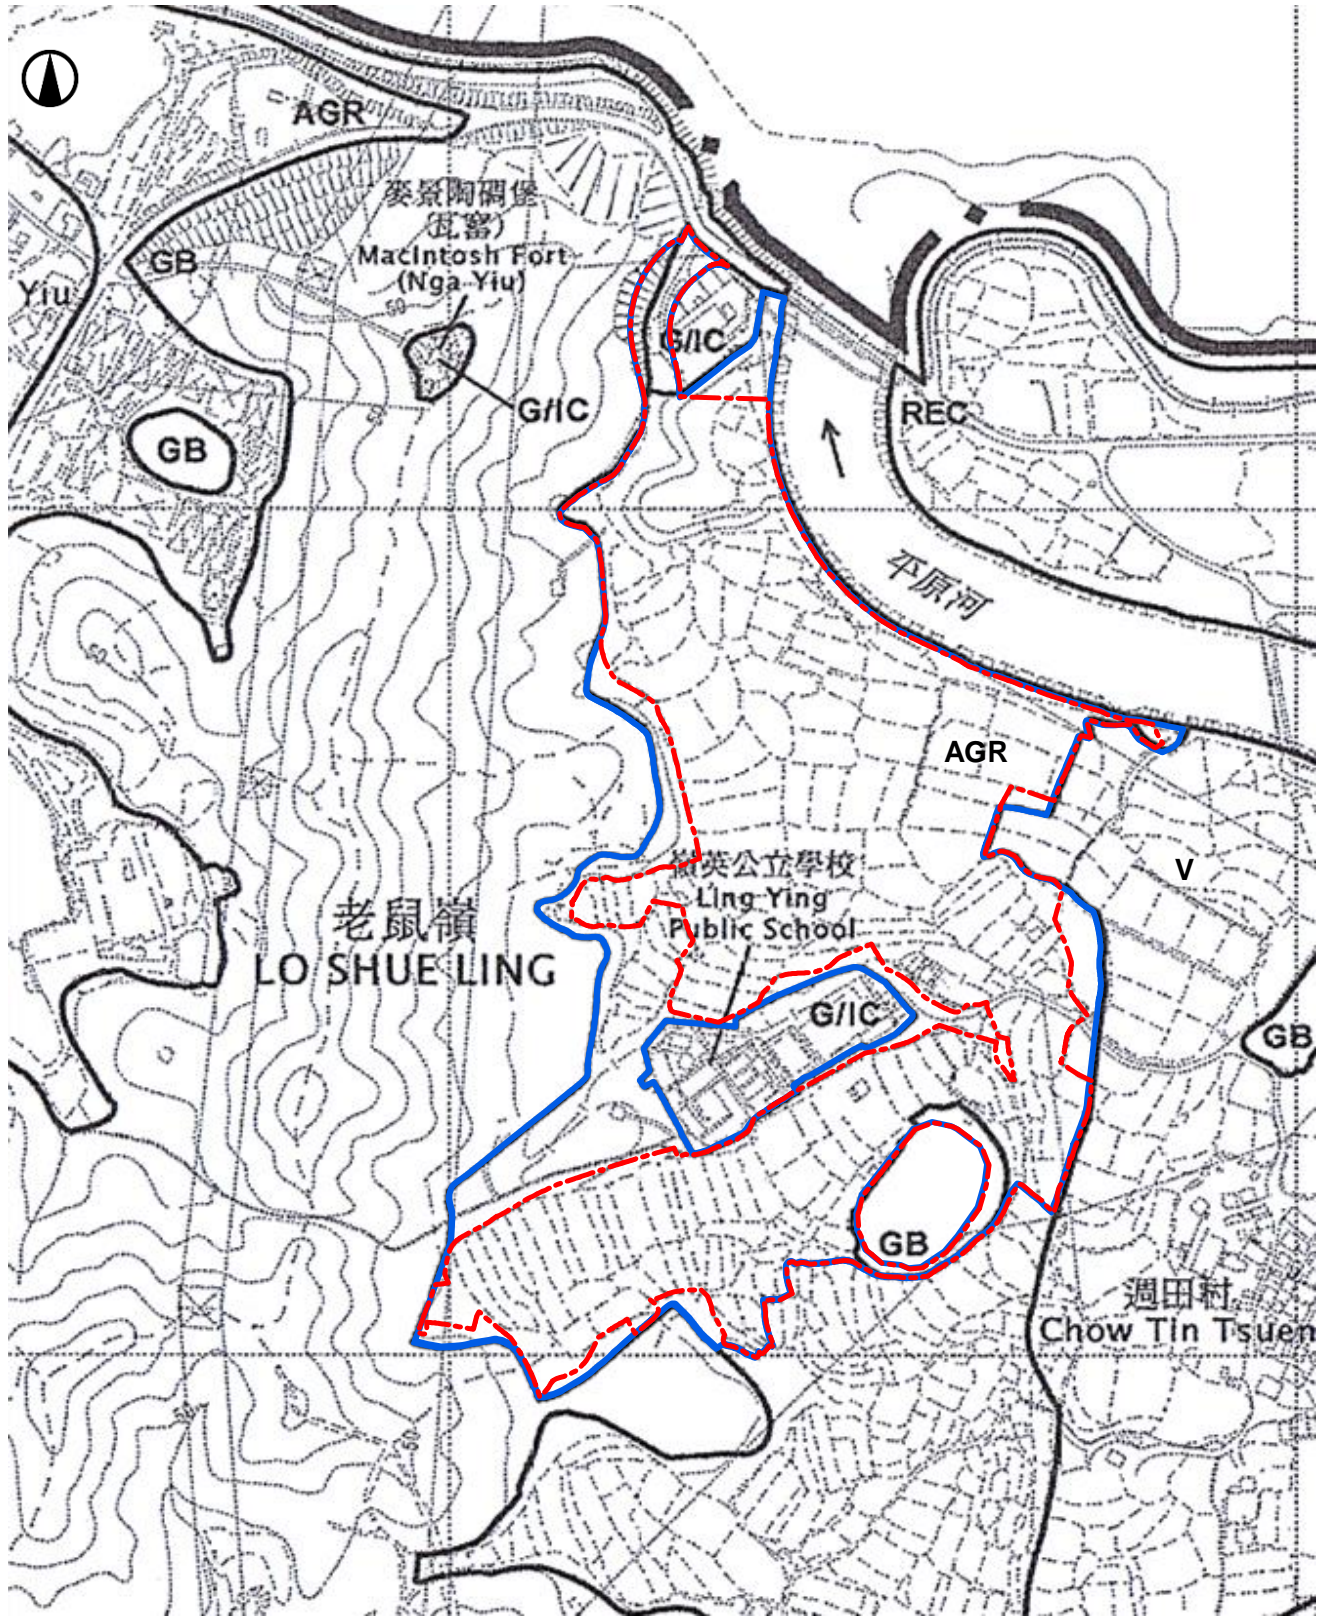 AGR
麥景陶碉堡
(瓦窰)
MacIntosh Fort
(Nga Yiu)
GB
Yiu
G/IC
G/IC
REC
GB
平原河
AGR
嶺英公立學校
Ling Ying
Public School
V
老鼠嶺
LO SHUE LING
G/IC
GB
GB
週田村
Chow Tin Tsuen